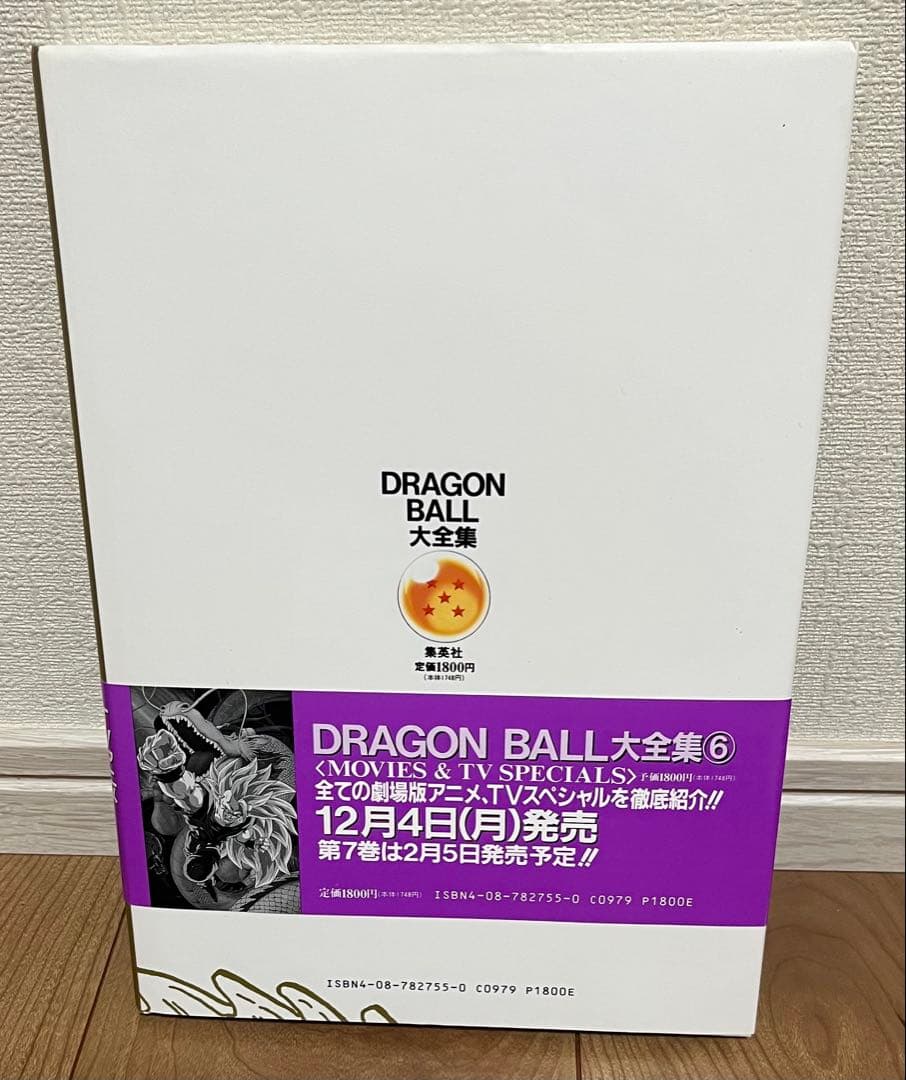 DRAGON
BALL
大全集
集英社
定価1800円
(本体1748円)
DRAGON BALL大全集⑥
〈MOVIES & TV SPECIALS〉予価1800円(本体1748円)
全ての劇場版アニメ、TVスペシャルを徹底紹介!!
12月4日(月)発売
第7巻は2月5日発売予定!!
定価1800円(本体1748円) ISBN4-08-782755-0 C0979 P1800E
ISBN4-08-782755-0 C0979 P1800E